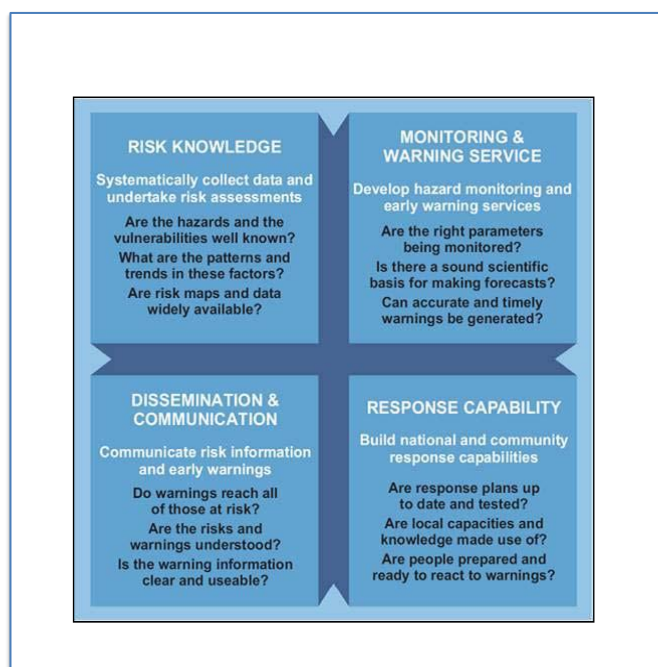 RISK KNOWLEDGE
Systematically collect data and
undertake risk assessments
Are the hazards and the
vulnerabilities well known?
What are the patterns and
trends in these factors?
Are risk maps and data
widely available?
MONITORING &
WARNING SERVICE
Develop hazard monitoring and
early warning services
Are the right parameters
being monitored?
Is there a sound scientific
basis for making forecasts?
Can accurate and timely
warnings be generated?
DISSEMINATION &
COMMUNICATION
Communicate risk information
and early warnings
Do warnings reach all
of those at risk?
Are the risks and
warnings understood?
Is the warning information
clear and useable?
RESPONSE CAPABILITY
Build national and community
response capabilities
Are response plans up
to date and tested?
Are local capacities and
knowledge made use of?
Are people prepared and
ready to react to warnings?